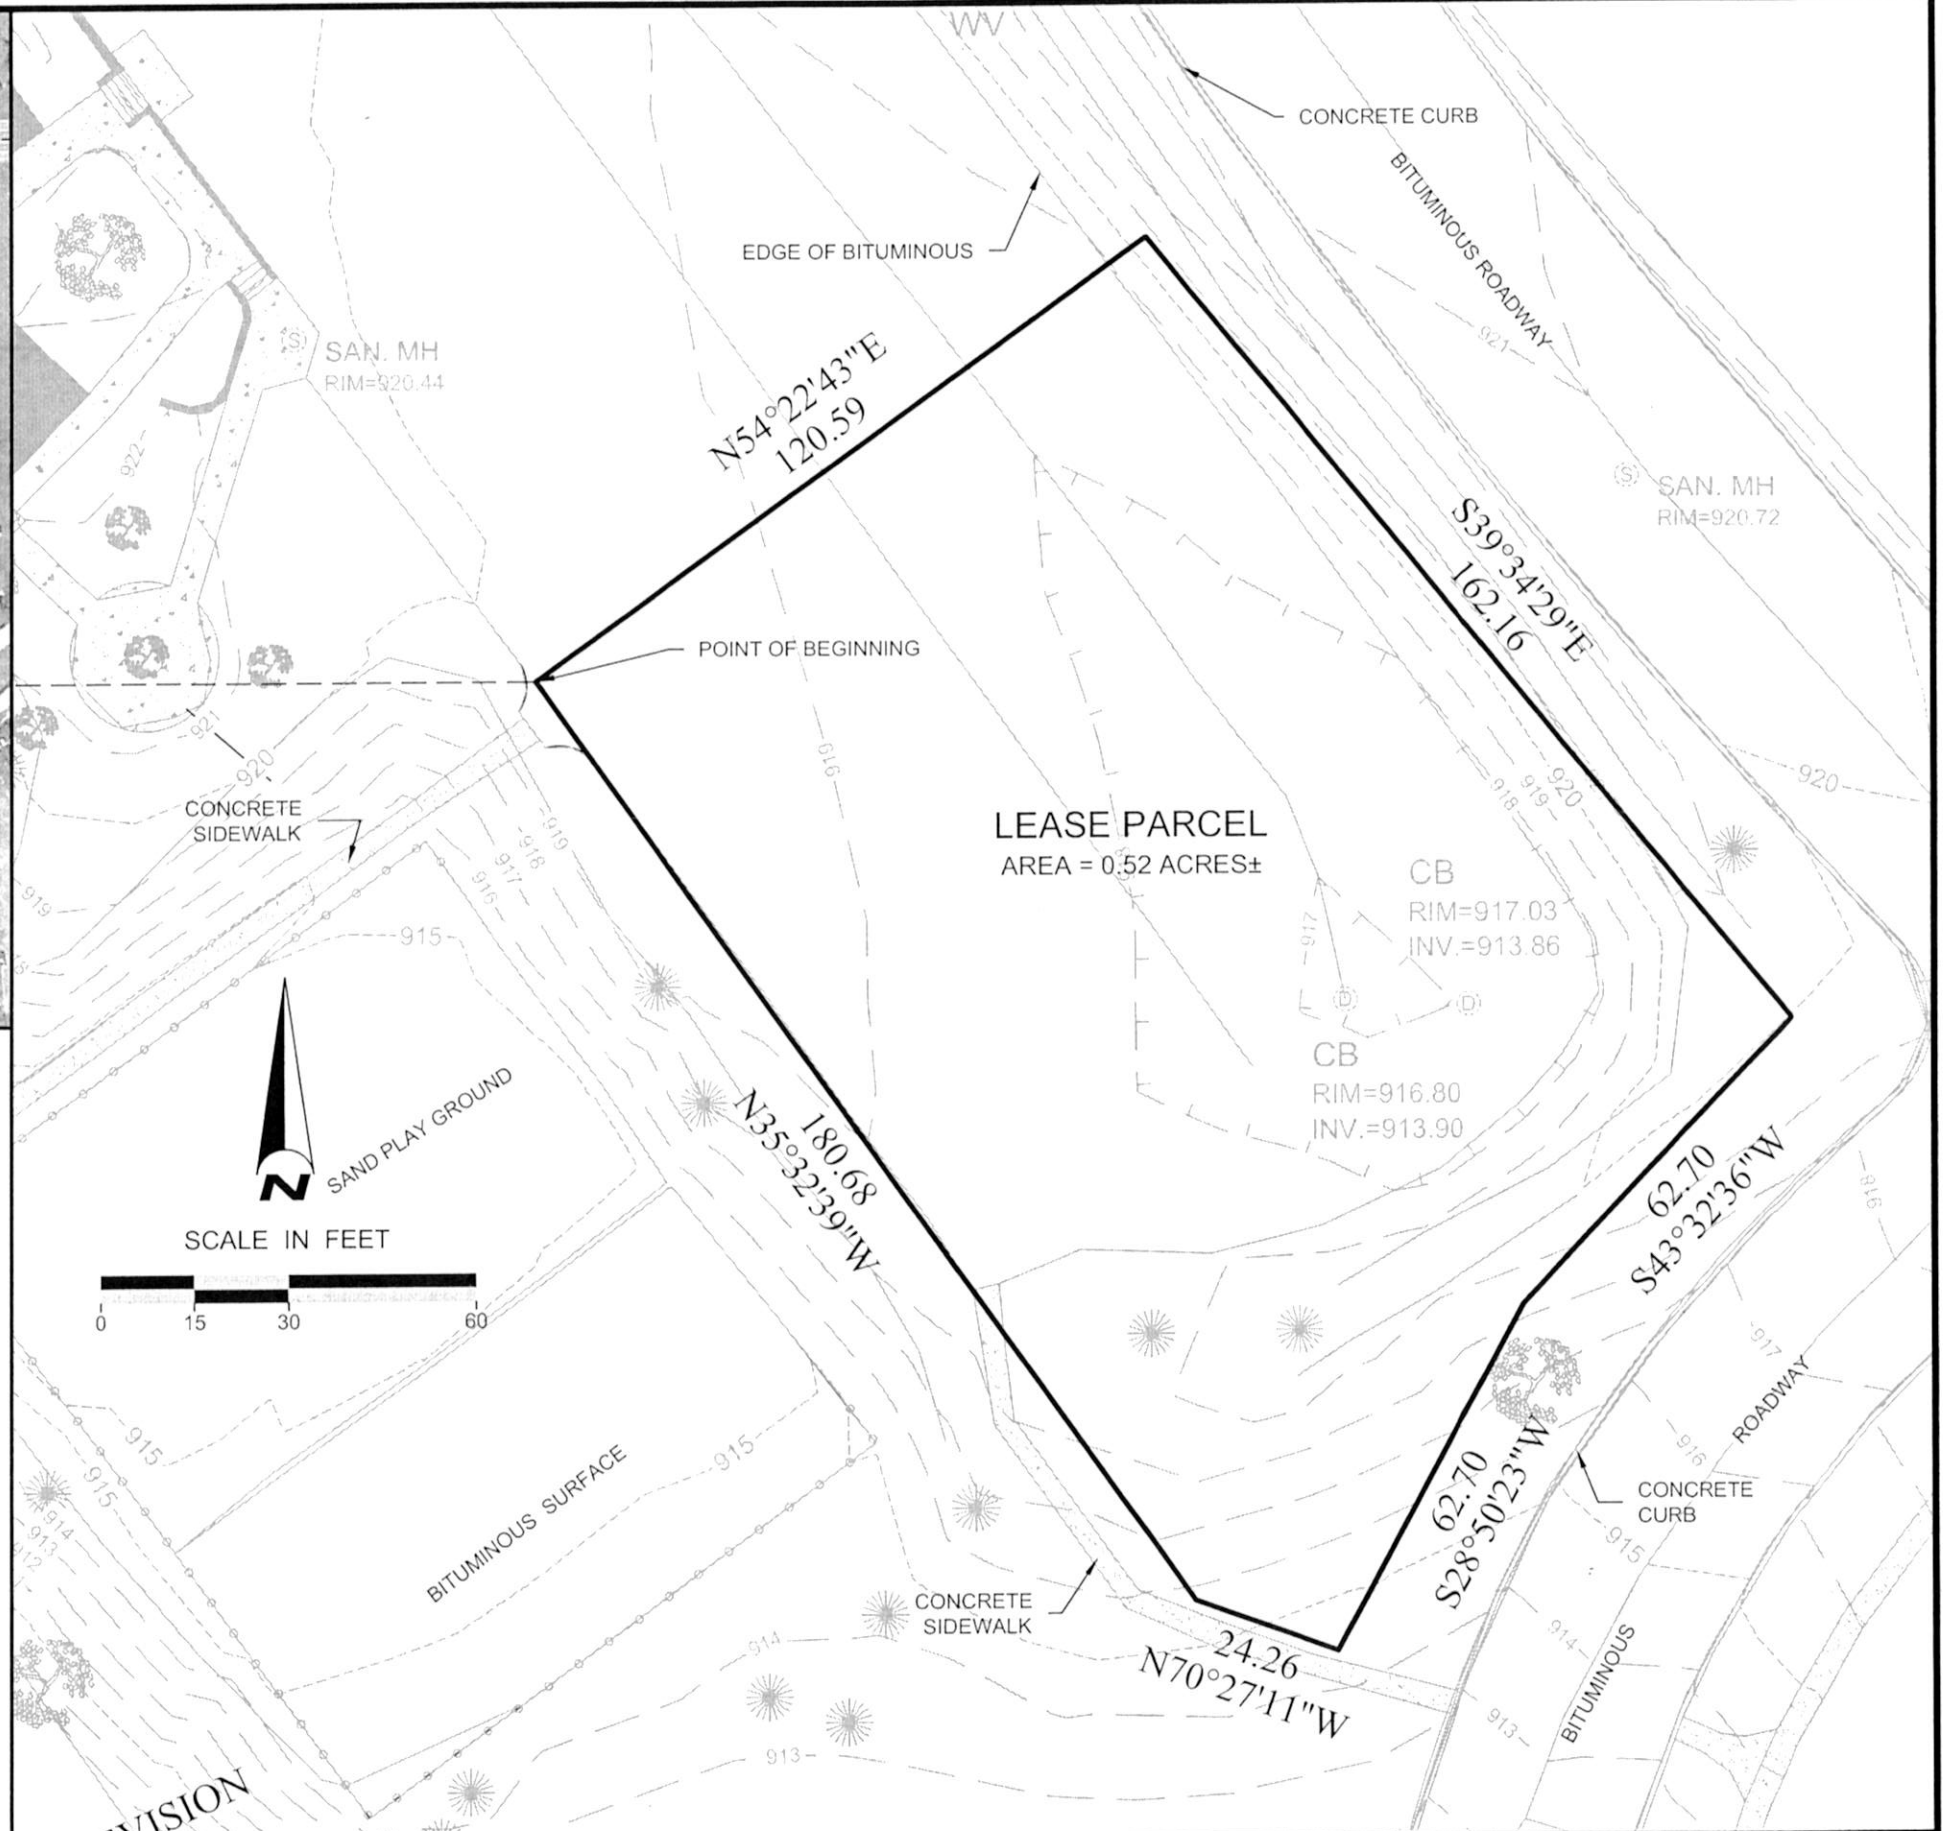 WV
CONCRETE CURB
BITUMINOUS ROADWAY
EDGE OF BITUMINOUS
921
SAN. MH
RIM=920.44
N54°22'43"E
120.59
922
SAN. MH
RIM=920.72
S39°34'29"E
162.16
POINT OF BEGINNING
921
920
919
918
919
920
920
CONCRETE
SIDEWALK
LEASE PARCEL
AREA = 0.52 ACRES±
919
918
917
916
919
915
917
CB
RIM=917.03
INV.=913.86
D
D
CB
RIM=916.80
INV.=913.90
SAND PLAY GROUND
180.68
N35°32'39"W
62.70
S43°32'36"W
918
N
SCALE IN FEET
0 15 30 60
917
ROADWAY
915
915
915
BITUMINOUS SURFACE
62.70
S28°50'23"W
916
CONCRETE
CURB
914
913
912
915
CONCRETE
SIDEWALK
914
24.26
N70°27'11"W
914
BITUMINOUS
913
913
VISION